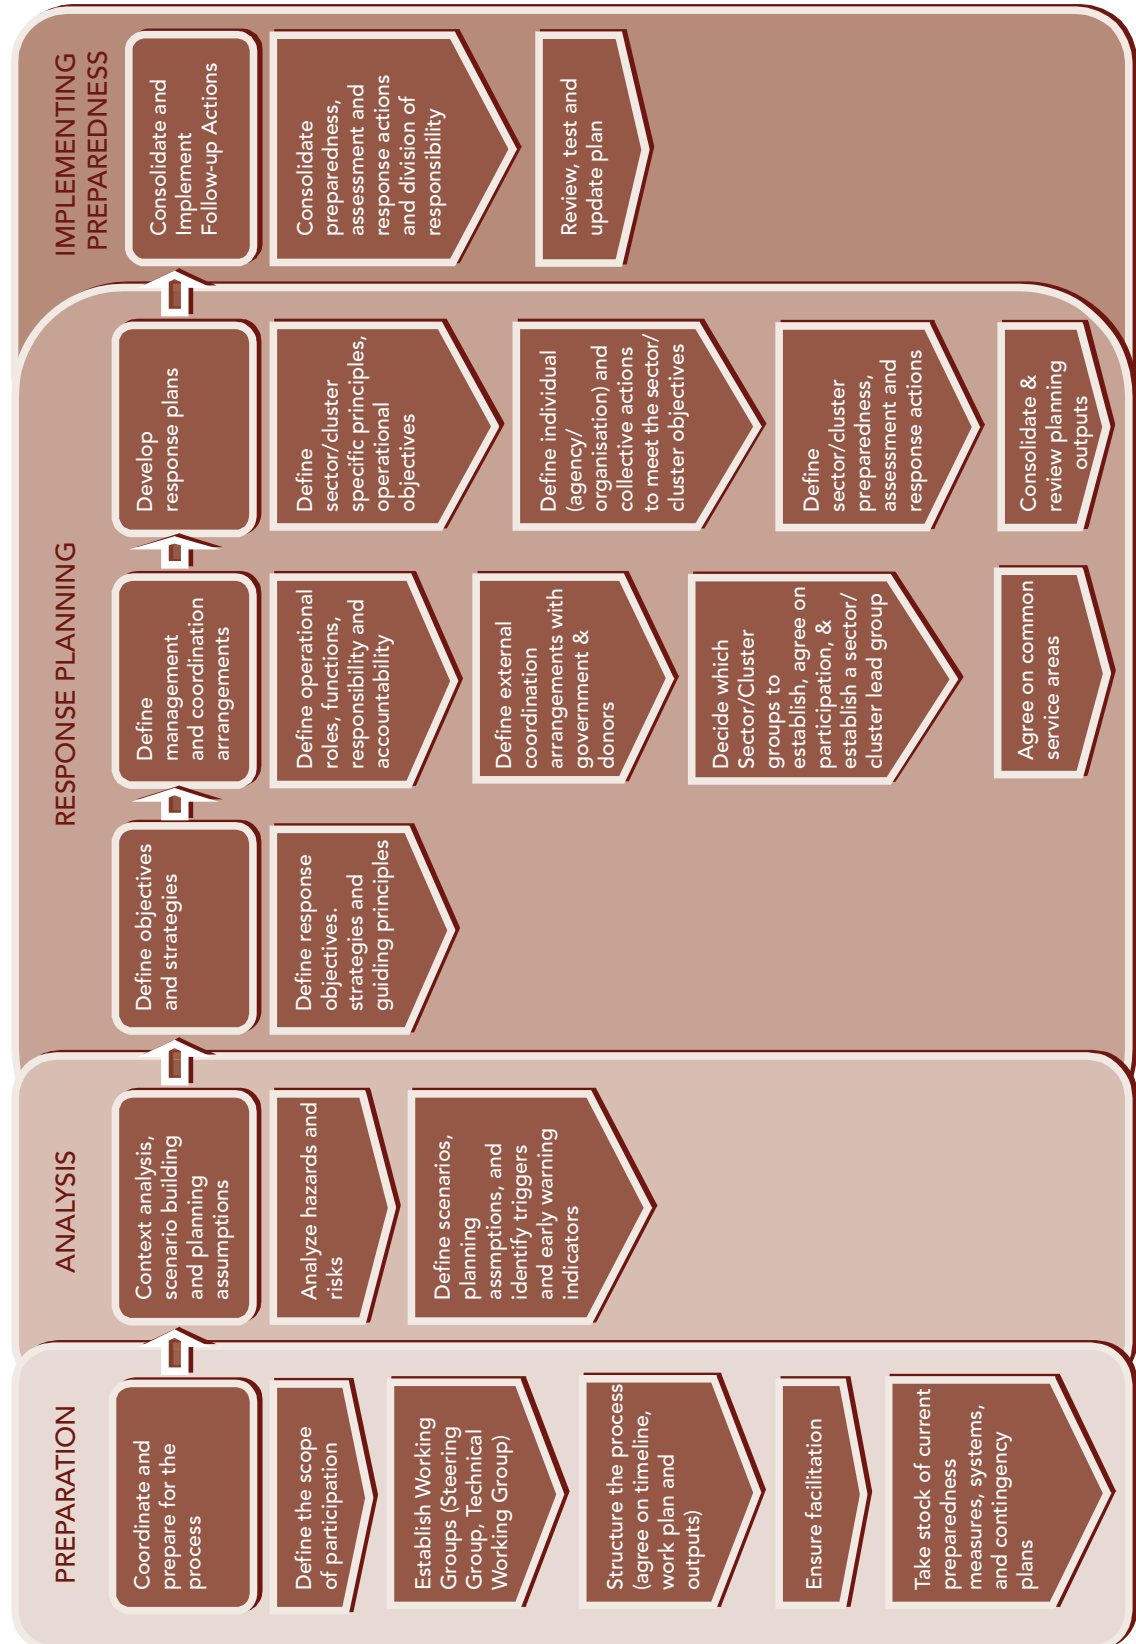 PREPARATION
Coordinate and
prepare for the
process
Define the scope
of participation
Establish Working
Groups (Steering
Group, Technical
Working Group)
Structure the process
(agree on timeline,
work plan and
outputs)
Ensure facilitation
Take stock of current
preparedness
measures, systems,
and contingency
plans
ANALYSIS
Context analysis,
scenario building
and planning
assumptions
Analyze hazards and
risks
Define scenarios,
planning
assmptions, and
identify triggers
and early warning
indicators
RESPONSE PLANNING
Define objectives
and strategies
Define response
objectives.
strategies and
guiding principles
Define
management
and coordination
arrangements
Define operational
roles, functions,
responsibility and
accountability
Define external
coordination
arrangements with
government &
donors
Decide which
Sector/Cluster
groups to
establish, agree on
participation, &
establish a sector/
cluster lead group
Agree on common
service areas
Develop
response plans
Define
sector/cluster
specific principles,
operational
objectives
Define individual
(agency/
organisation) and
collective actions
to meet the sector/
cluster objectives
Define
sector/cluster
preparedness,
assessment and
response actions
Consolidate &
review planning
outputs
IMPLEMENTING
PREPAREDNESS
Consolidate and
Implement
Follow-up Actions
Consolidate
preparedness,
assessment and
response actions
and division of
responsibility
Review, test and
update plan